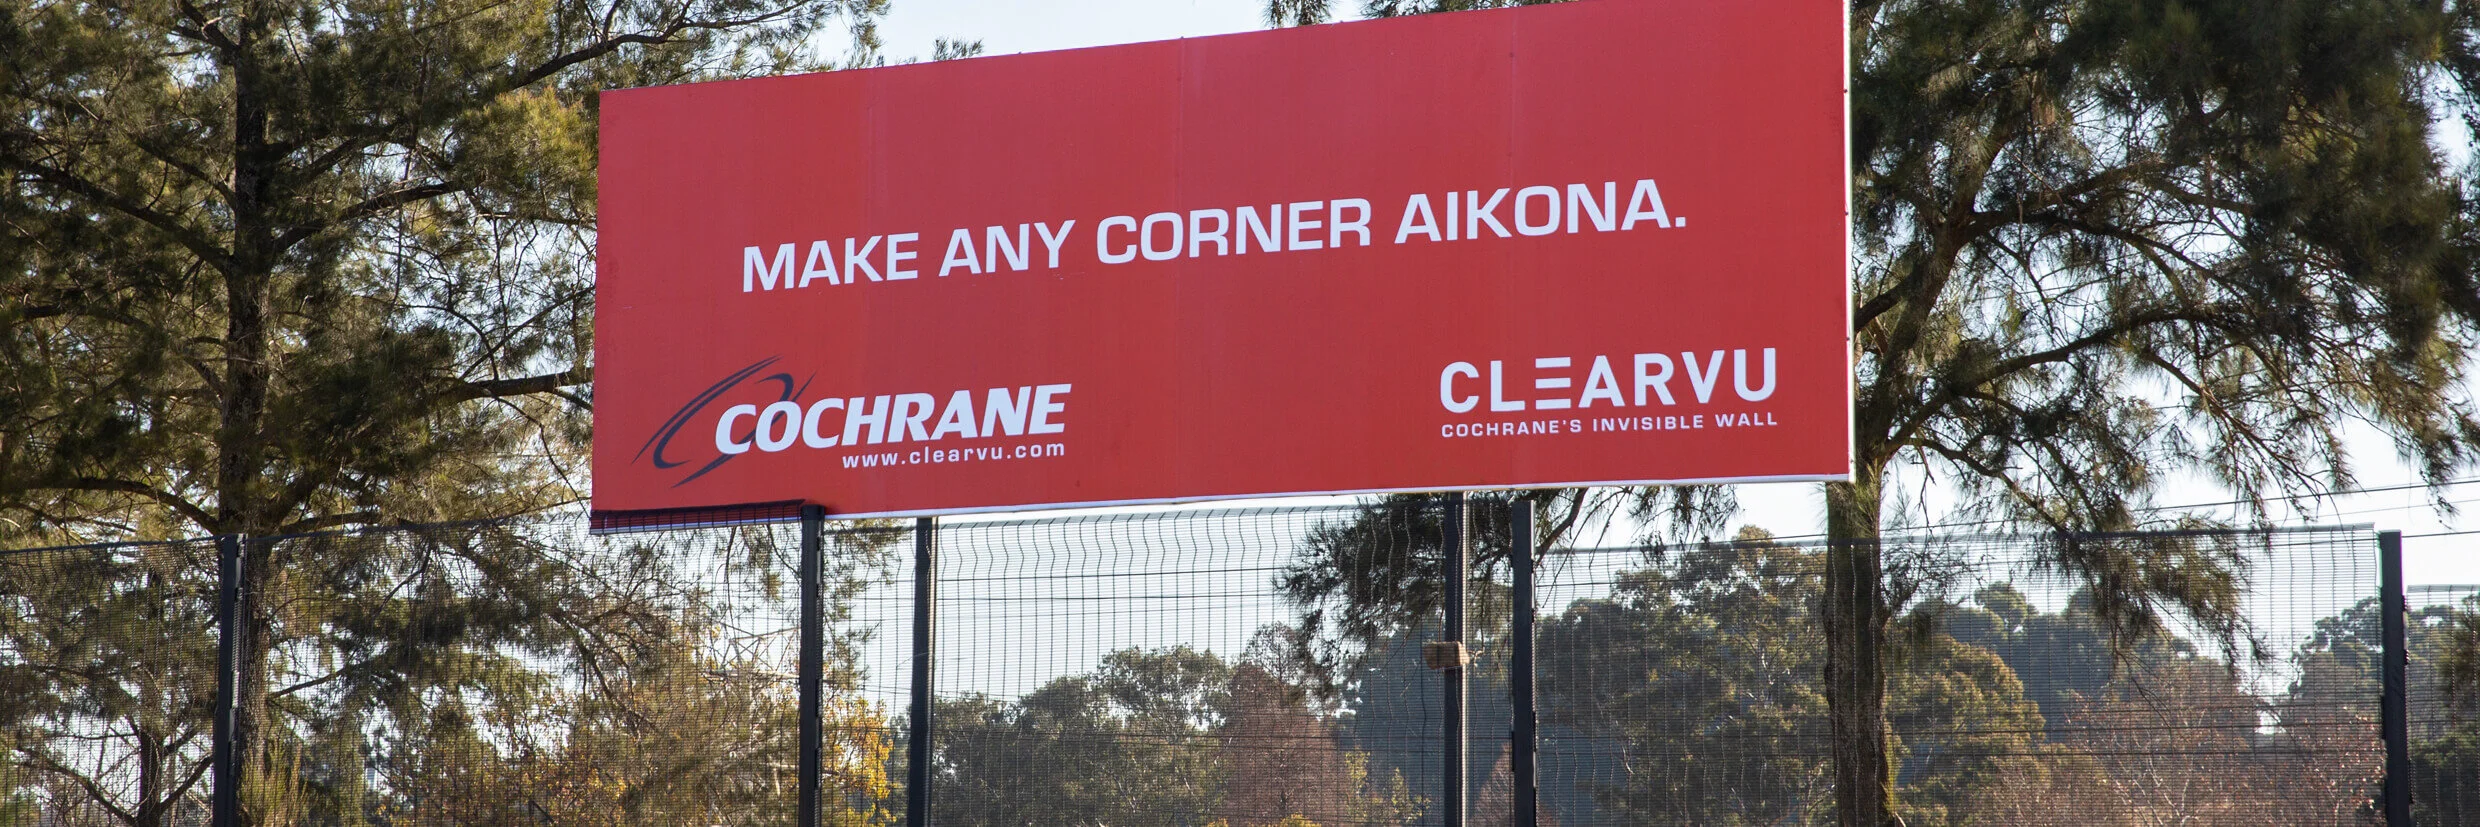 MAKE ANY CORNER AIKONA.
COCHRANE
www.clearvu.com
CLEARVU
COCHRANE'S INVISIBLE WALL